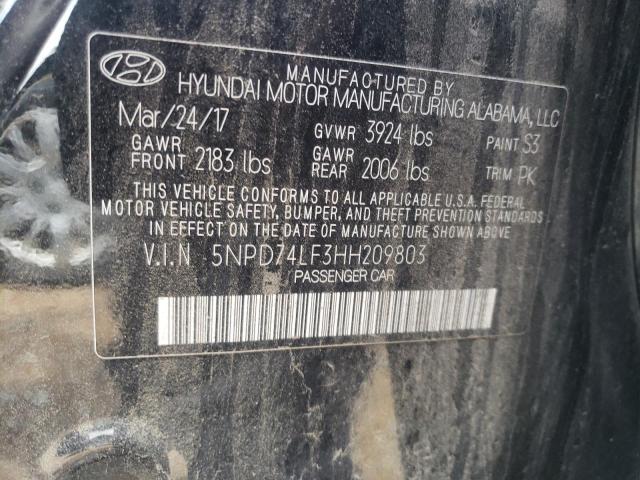 MANUFACTURED BY
HYUNDAI MOTOR MANUFACTURING ALABAMA, LLC
Mar/24/17 GVWR 3924 lbs PAINT S3
GAWR FRONT 2183 lbs GAWR REAR 2006 lbs TRIM PK
THIS VEHICLE CONFORMS TO ALL APPLICABLE U.S.A. FEDERAL
MOTOR VEHICLE SAFETY, BUMPER, AND THEFT PREVENTION STANDARDS
IN EFFECT ON THE DATE OF MANUFACTURE SHOWN ABOVE.
V.I.N 5NPD74LF3HH209803
PASSENGER CAR